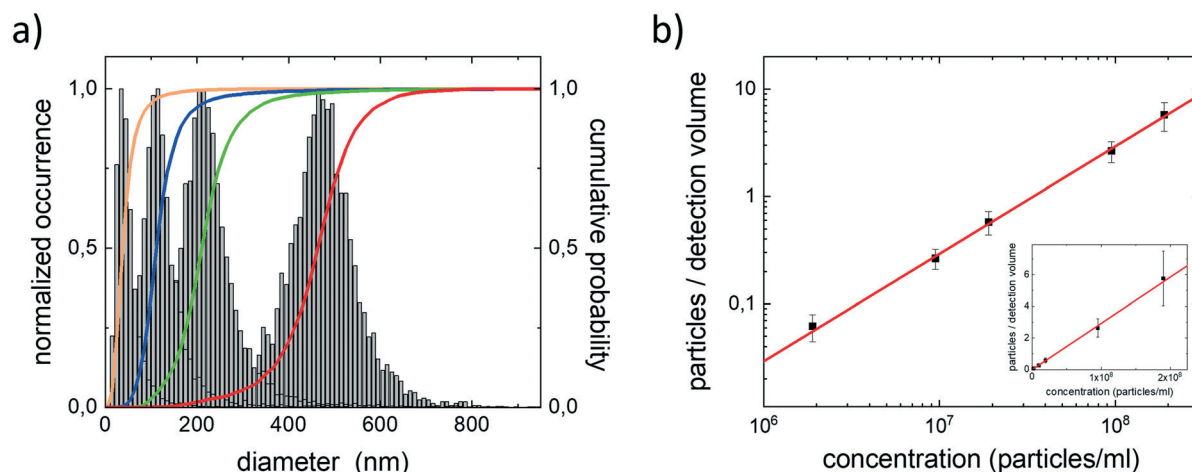 a)
normalized occurrence
1,0
0,5
0,0
0 200 400 600 800
diameter (nm)
1,0
0,5
0,0
cumulative probability
b)
particles / detection volume
10
1
0,1
10⁶ 10⁷ 10⁸
concentration (particles/ml)
particles / detection volume
6
4
2
0
0 1x10⁸ 2x10⁸
concentration (particles/ml)